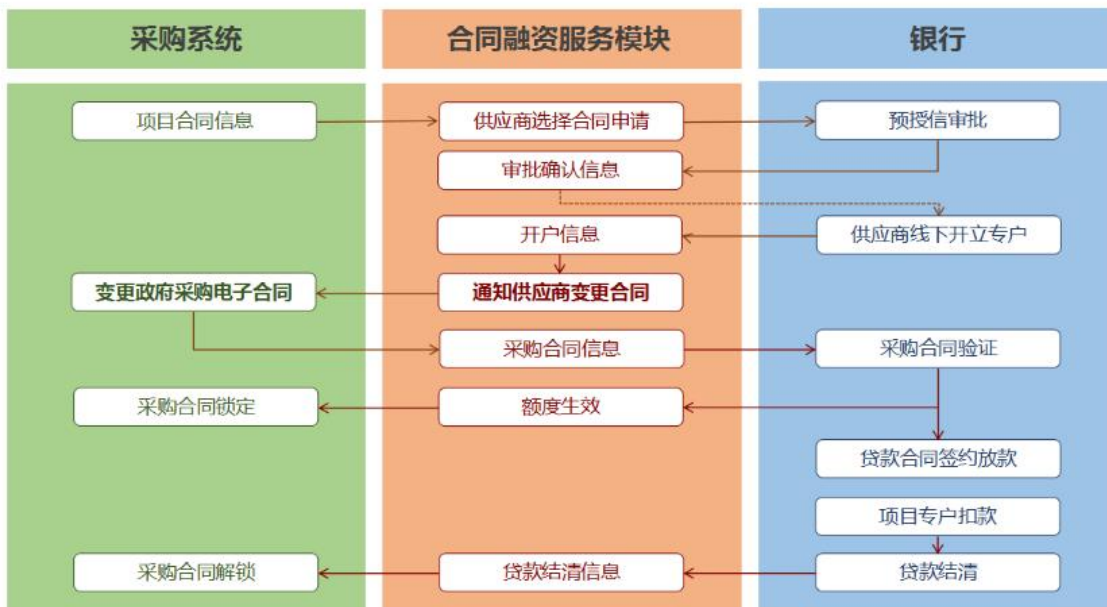 采购系统
合同融资服务模块
银行
项目合同信息
供应商选择合同申请
预授信审批
审批确认信息
开户信息
供应商线下开立专户
变更政府采购电子合同
通知供应商变更合同
采购合同信息
采购合同验证
采购合同锁定
额度生效
贷款合同签约放款
项目专户扣款
采购合同解锁
贷款结清信息
贷款结清